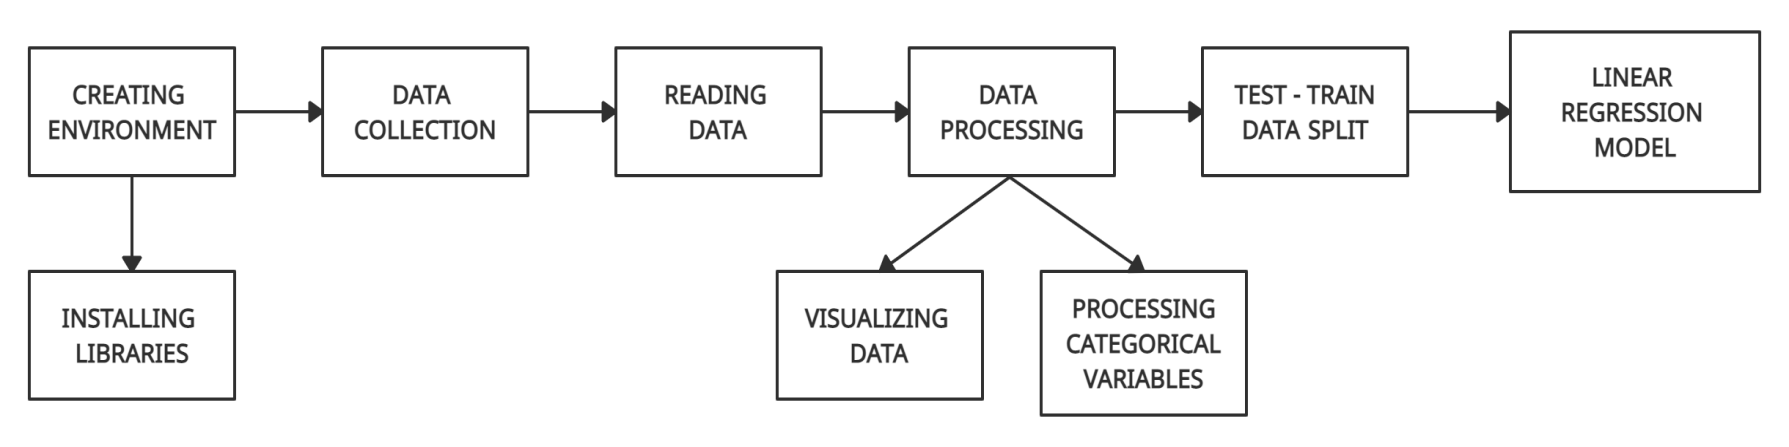 CREATING
ENVIRONMENT
DATA
COLLECTION
READING
DATA
DATA
PROCESSING
TEST - TRAIN
DATA SPLIT
LINEAR
REGRESSION
MODEL
INSTALLING
LIBRARIES
VISUALIZING
DATA
PROCESSING
CATEGORICAL
VARIABLES